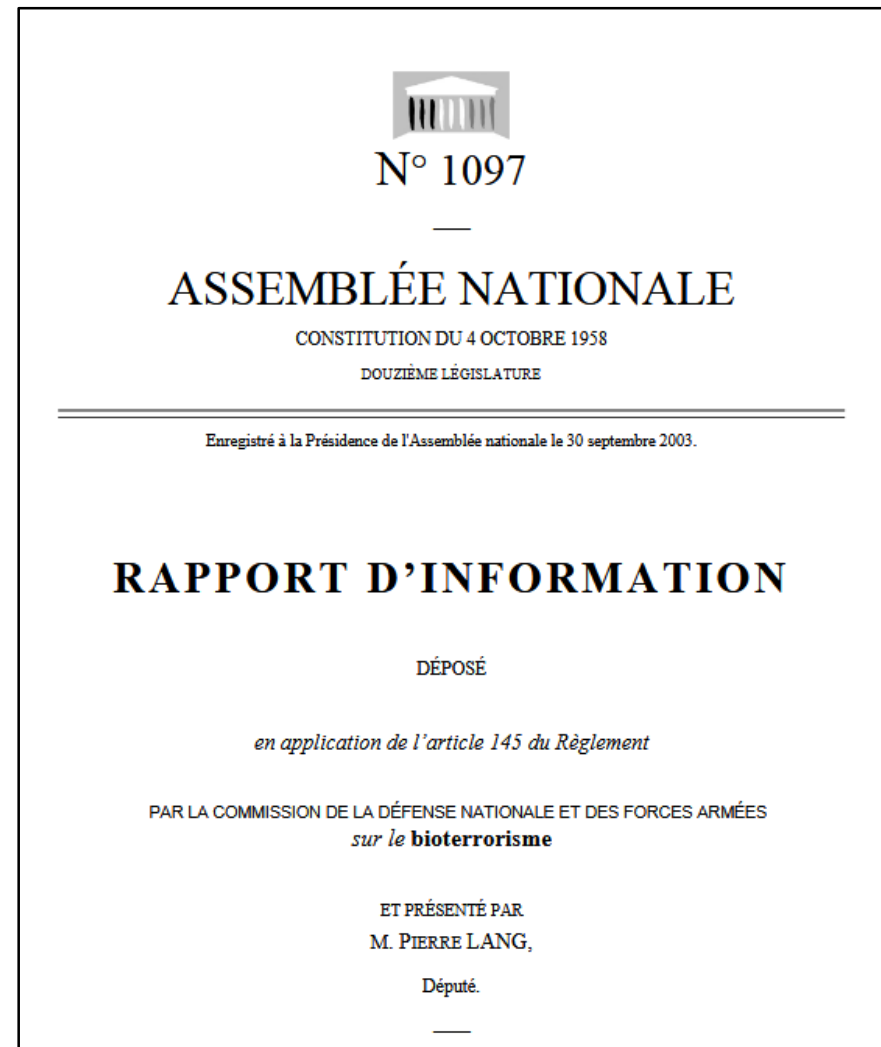 N° 1097
ASSEMBLÉE NATIONALE
CONSTITUTION DU 4 OCTOBRE 1958
DOUZIÈME LÉGISLATURE
Enregistré à la Présidence de l'Assemblée nationale le 30 septembre 2003.
RAPPORT D’INFORMATION
DÉPOSÉ
en application de l’article 145 du Règlement
PAR LA COMMISSION DE LA DÉFENSE NATIONALE ET DES FORCES ARMÉES
sur le bioterrorisme
ET PRÉSENTÉ PAR
M. PIERRE LANG,
Député.